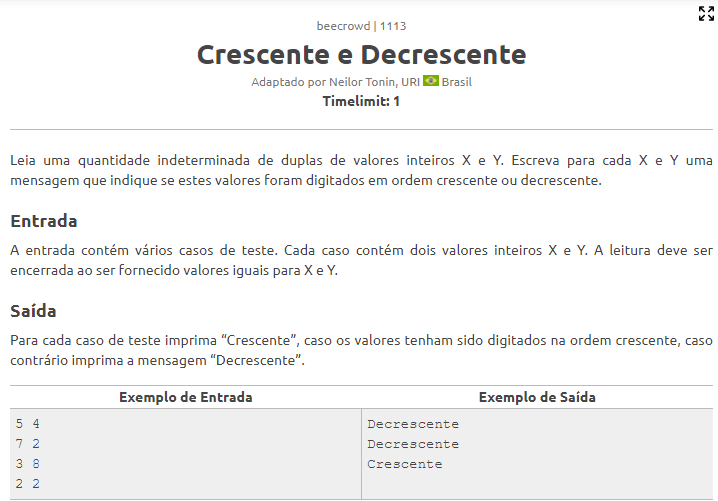 beecrowd | 1113
Crescente e Decrescente
Adaptado por Neilor Tonin, URI Brasil
Timelimit: 1
Leia uma quantidade indeterminada de duplas de valores inteiros X e Y. Escreva para cada X e Y uma
mensagem que indique se estes valores foram digitados em ordem crescente ou decrescente.
Entrada
A entrada contém vários casos de teste. Cada caso contém dois valores inteiros X e Y. A leitura deve ser
encerrada ao ser fornecido valores iguais para X e Y.
Saída
Para cada caso de teste imprima “Crescente”, caso os valores tenham sido digitados na ordem crescente, caso
contrário imprima a mensagem “Decrescente”.
Exemplo de Entrada Exemplo de Saída
5 4 Decrescente
7 2 Decrescente
3 8 Crescente
2 2